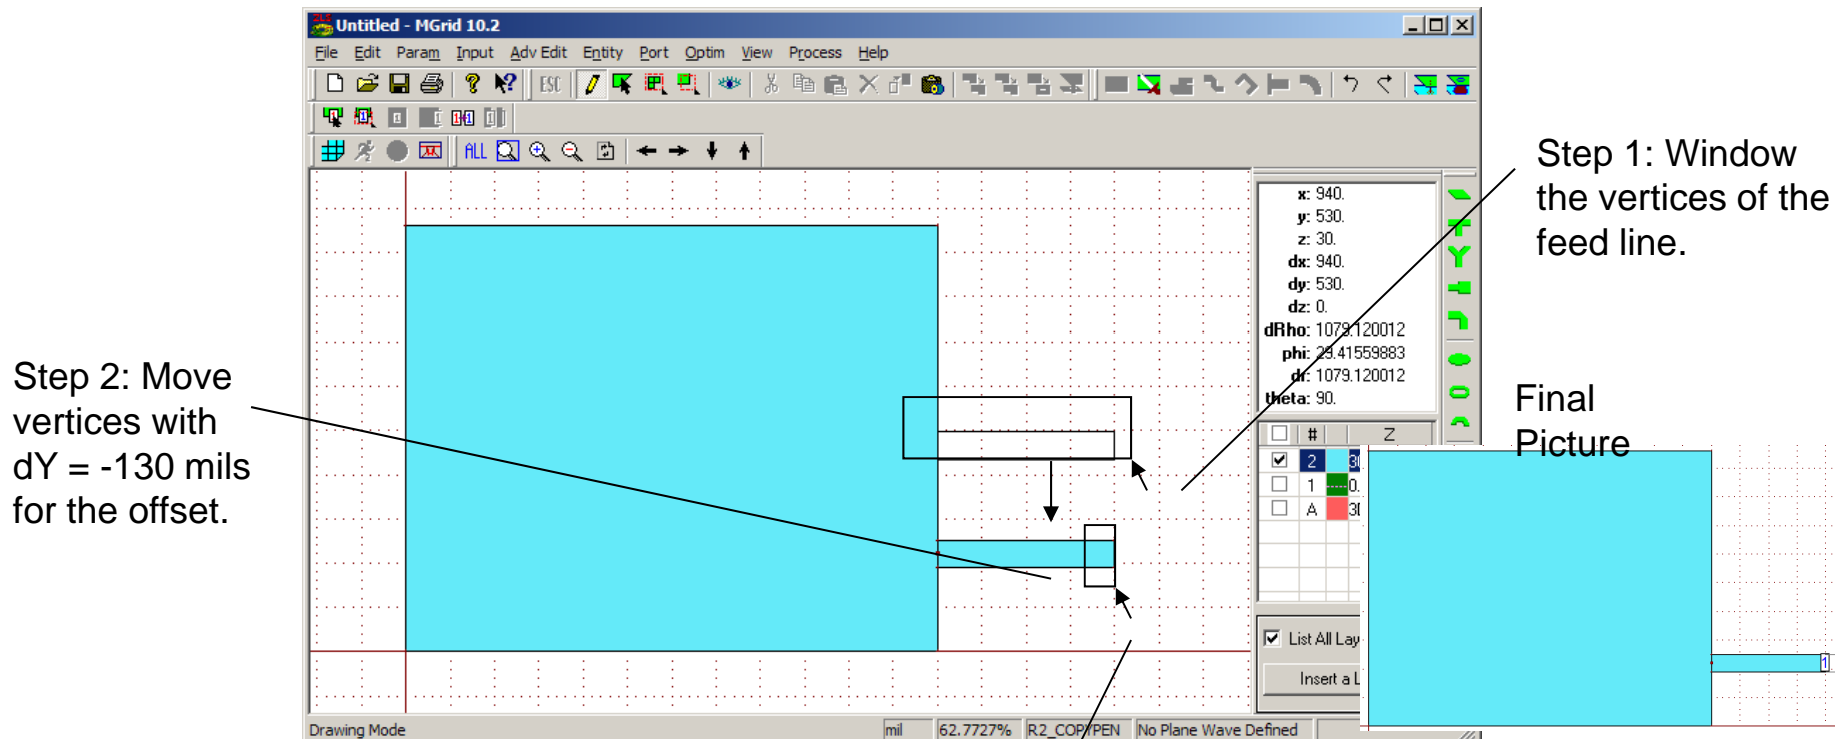 Untitled - MGrid 10.2
File Edit Param Input Adv Edit Entity Port Optim View Process Help
ESC
ALL
x: 940.
y: 530.
z: 30.
dx: 940.
dy: 530.
dz: 0.
dRho: 1079.120012
phi: 29.41559883
dr: 1079.120012
theta: 90.
# Z
2
1 0.
A
List All Lay
Insert a L
Drawing Mode mil 62.7727% R2_COPYPEN No Plane Wave Defined
Step 1: Window
the vertices of the
feed line.
Step 2: Move
vertices with
dY = -130 mils
for the offset.
Final
Picture
1